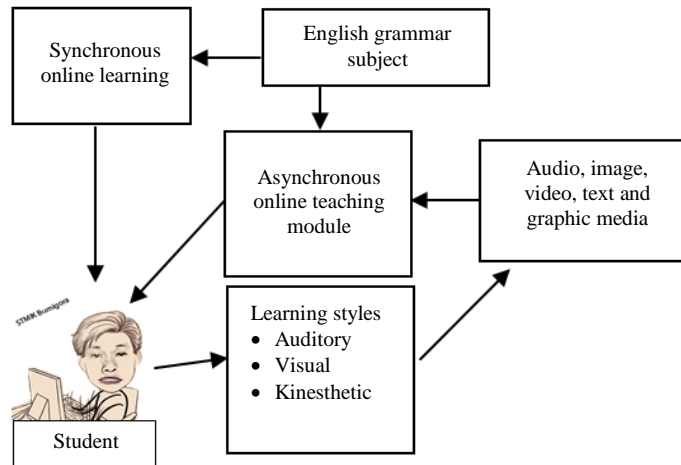 Synchronous
online learning
English grammar
subject
Asynchronous
online teaching
module
Audio, image,
video, text and
graphic media
STMIK Bumigora
Learning styles
• Auditory
• Visual
• Kinesthetic
Student